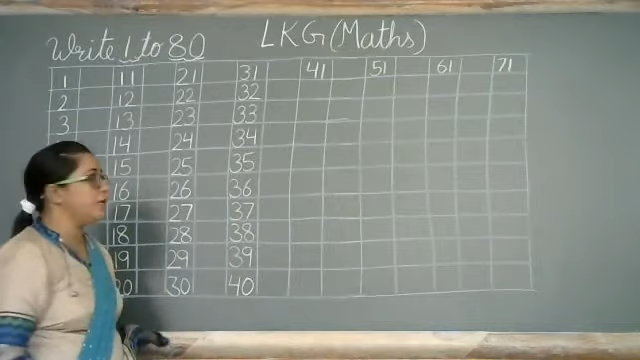 LKG (Maths)
Write 1 to 80
1 11 21 31 41 51 61 71
2 12 22 32
3 13 23 33
14 24 34
15 25 35
16 26 36
17 27 37
18 28 38
19 29 39
30 40